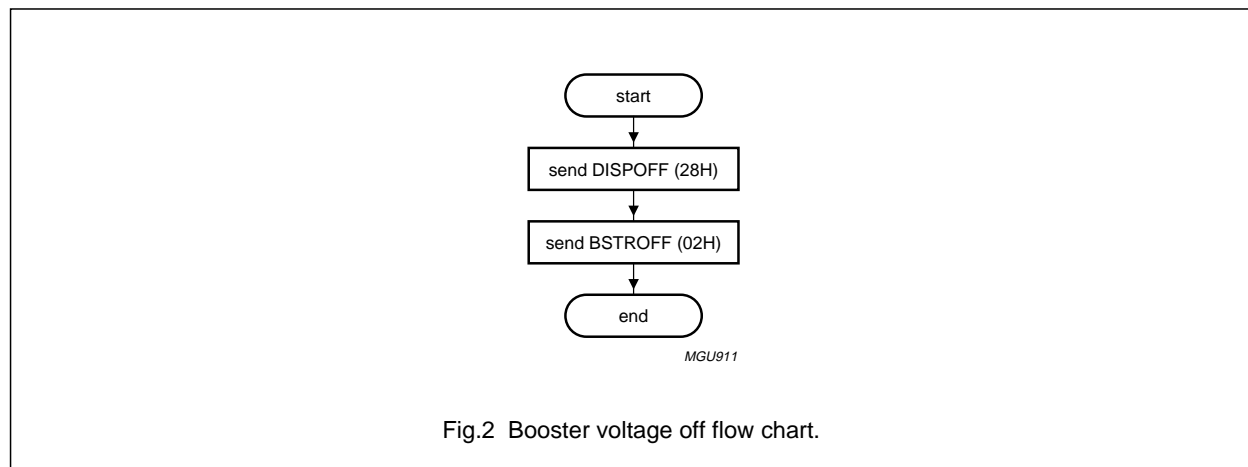 start
send DISPOFF (28H)
send BSTROFF (02H)
end
MGU911
Fig.2 Booster voltage off flow chart.